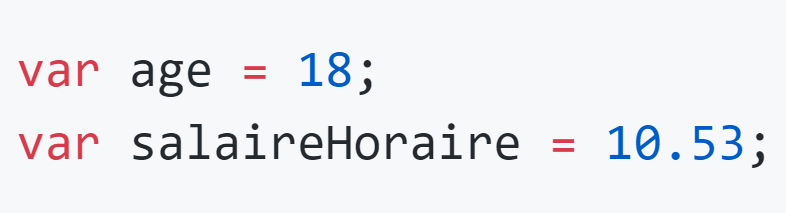 var age = 18;
var salaireHoraire = 10.53;